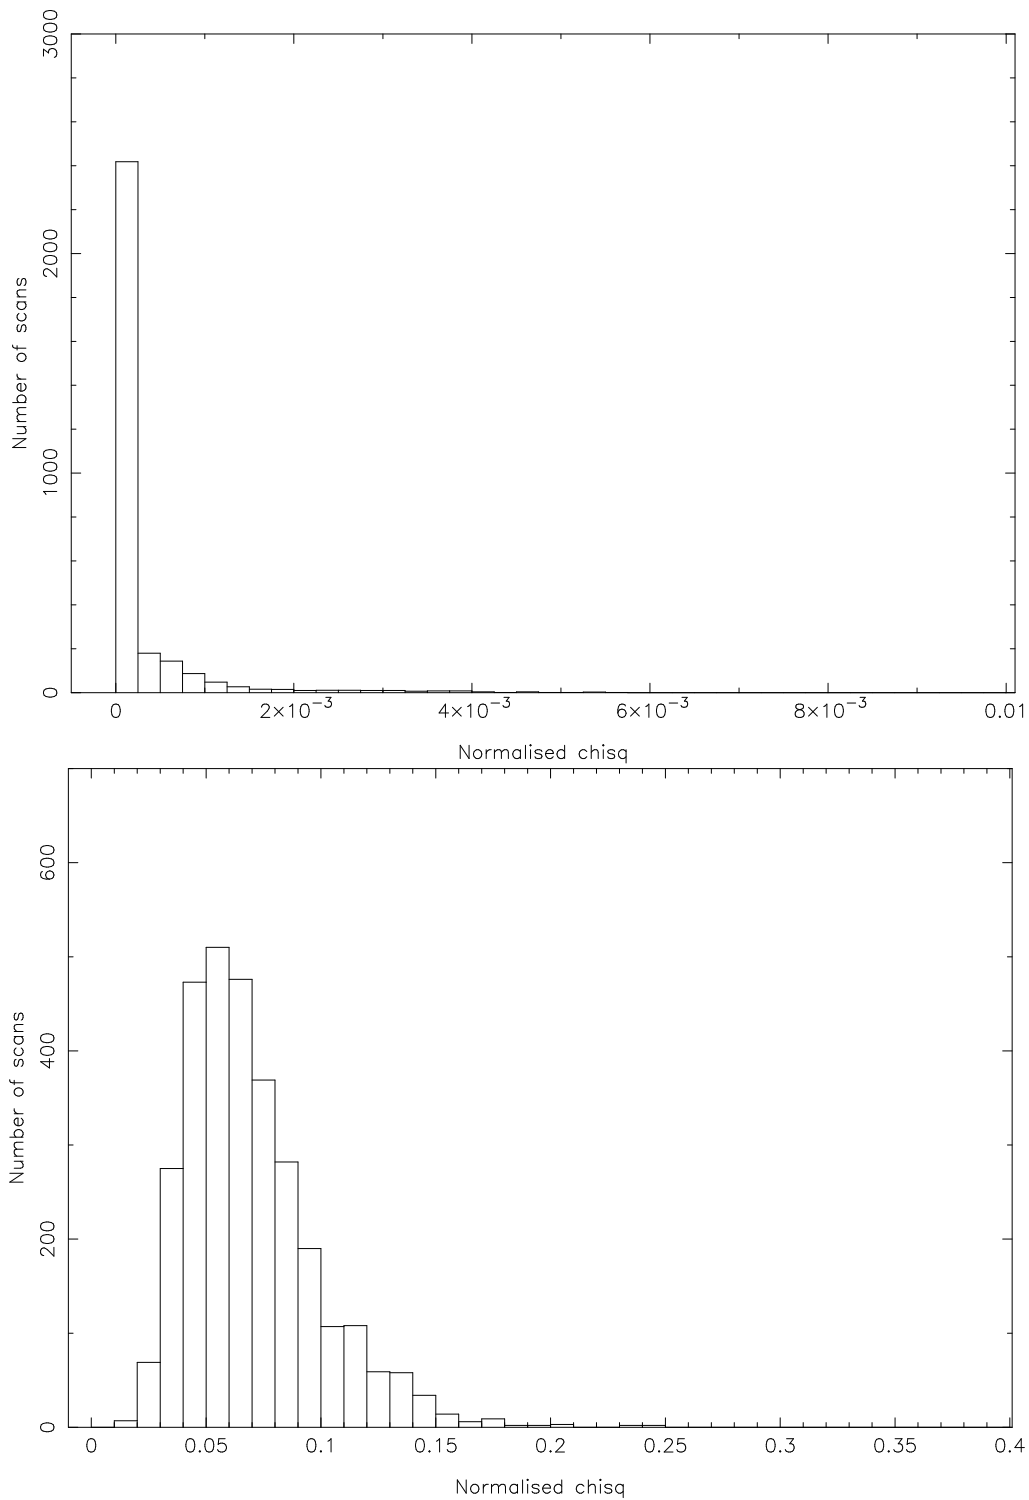 3000
2000
1000
0
Number of scans
0 2×10⁻³ 4×10⁻³ 6×10⁻³ 8×10⁻³ 0.01
Normalised chisq
600
400
200
0
Number of scans
0 0.05 0.1 0.15 0.2 0.25 0.3 0.35 0.4
Normalised chisq